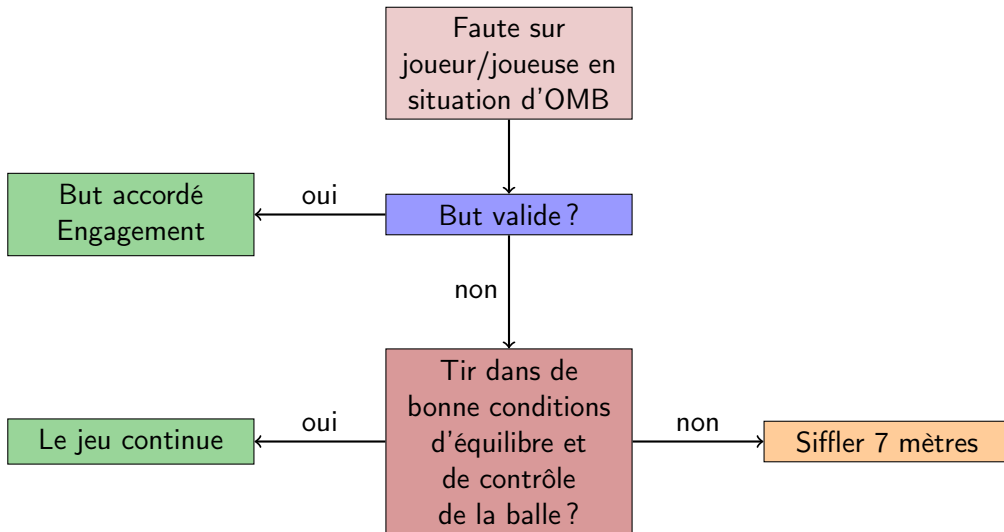 Faute sur
joueur/joueuse en
situation d'OMB
But accordé
Engagement
oui
But valide ?
non
Le jeu continue
oui
Tir dans de
bonne conditions
d'équilibre et
de contrôle
de la balle ?
non
Siffler 7 mètres